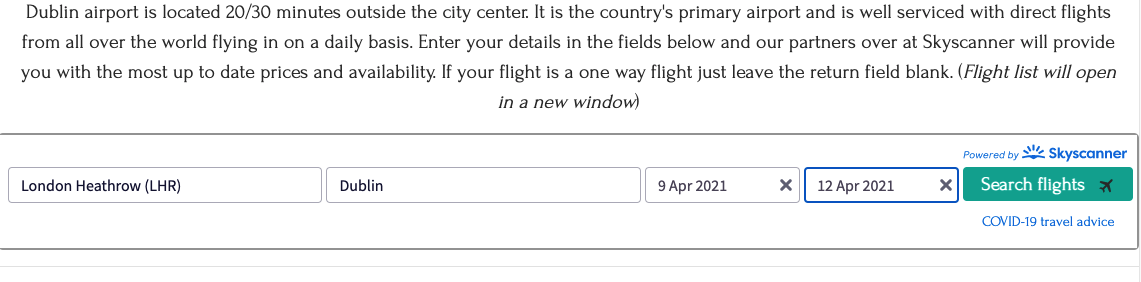 Dublin airport is located 20/30 minutes outside the city center. It is the country's primary airport and is well serviced with direct flights
from all over the world flying in on a daily basis. Enter your details in the fields below and our partners over at Skyscanner will provide
you with the most up to date prices and availability. If your flight is a one way flight just leave the return field blank. (Flight list will open
in a new window)
Powered by Skyscanner
London Heathrow (LHR) Dublin 9 Apr 2021 12 Apr 2021 Search flights
COVID-19 travel advice